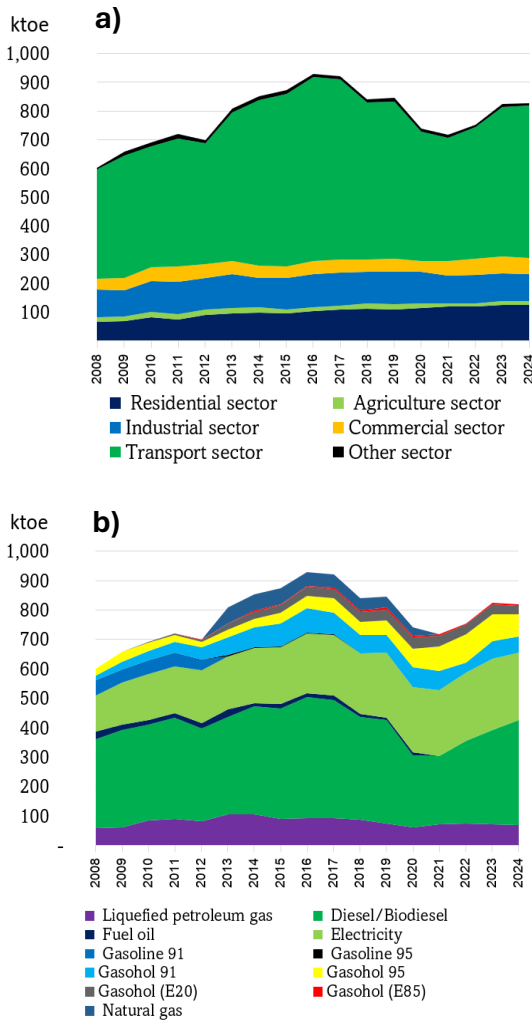 ktoe
a)
1,000
900
800
700
600
500
400
300
200
100
2008 2009 2010 2011 2012 2013 2014 2015 2016 2017 2018 2019 2020 2021 2022 2023 2024
Residential sector Agriculture sector
Industrial sector Commercial sector
Transport sector Other sector
ktoe
b)
1,000
900
800
700
600
500
400
300
200
100
-
2008 2009 2010 2011 2012 2013 2014 2015 2016 2017 2018 2019 2020 2021 2022 2023 2024
Liquefied petroleum gas Diesel/Biodiesel
Fuel oil Electricity
Gasoline 91 Gasoline 95
Gasohol 91 Gasohol 95
Gasohol (E20) Gasohol (E85)
Natural gas